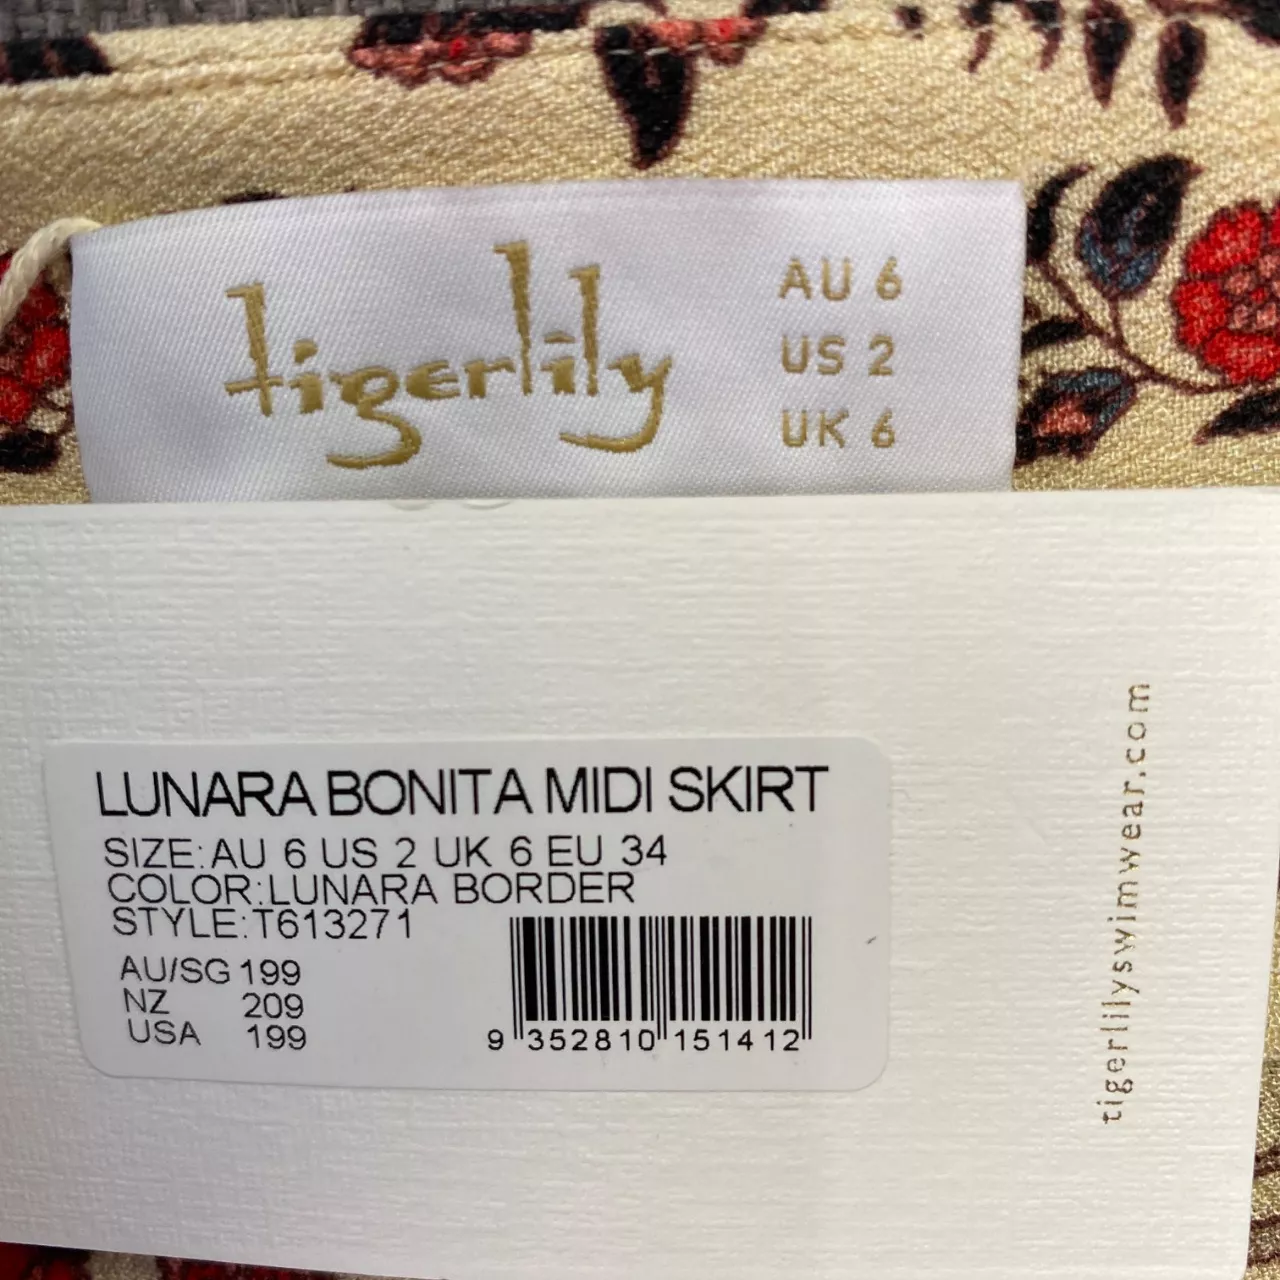 tigerlily
AU 6
US 2
UK 6
LUNARA BONITA MIDI SKIRT
SIZE:AU 6 US 2 UK 6 EU 34
COLOR:LUNARA BORDER
STYLE:T613271
AU/SG 199
NZ 209
USA 199
9 352810 151412
tigerlilyswimwear.com